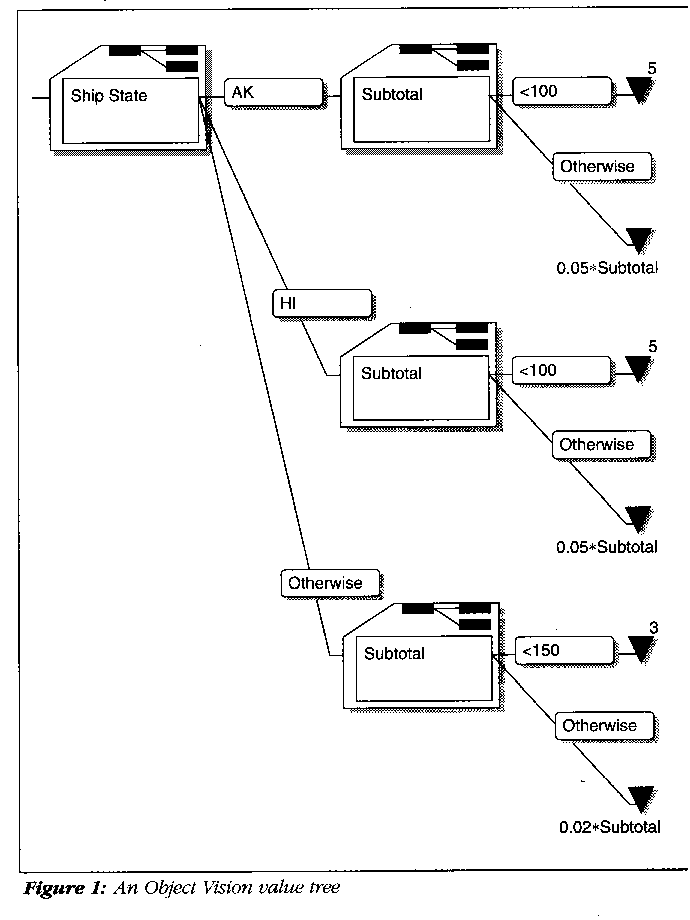 5
Ship State
AK
Subtotal
<100
Otherwise
0.05*Subtotal
HI
5
Subtotal
<100
Otherwise
0.05*Subtotal
Otherwise
3
Subtotal
<150
Otherwise
0.02*Subtotal
Figure 1: An Object Vision value tree